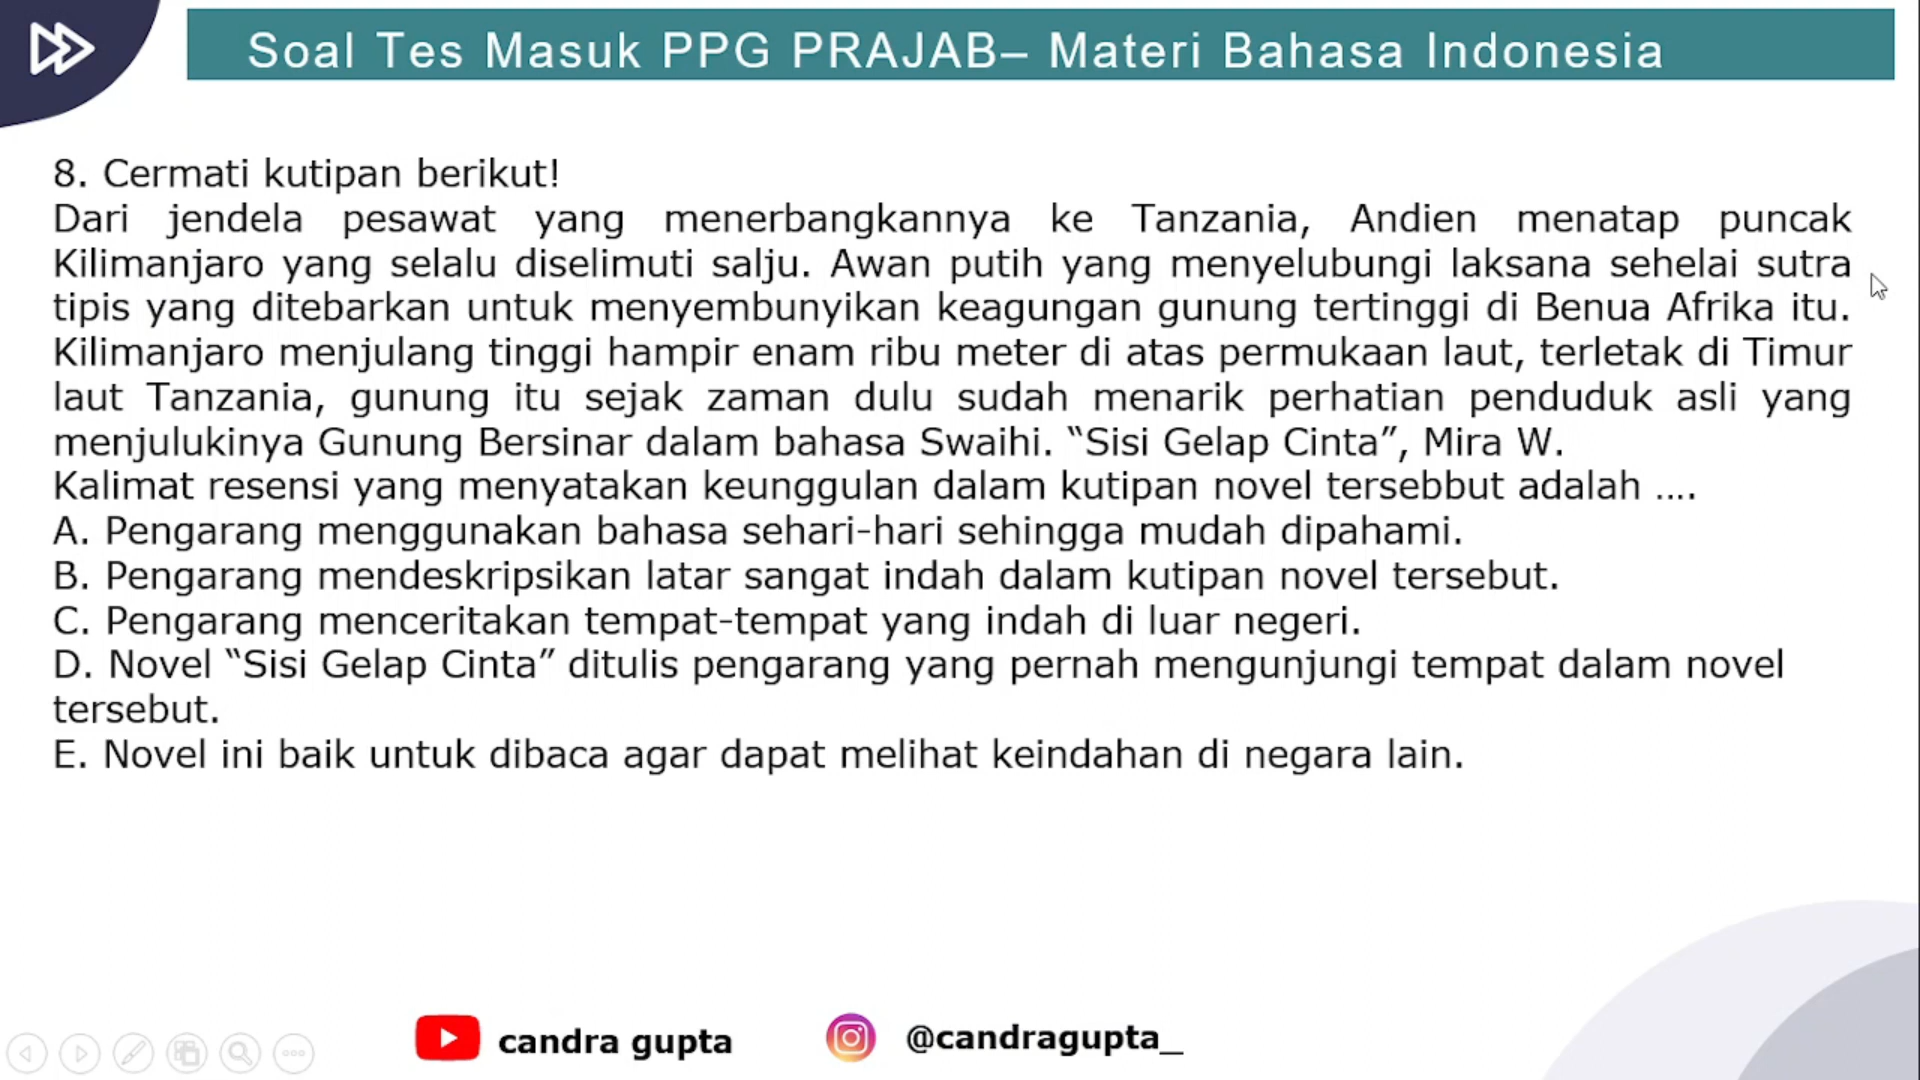 Soal Tes Masuk PPG PRAJAB– Materi Bahasa Indonesia
8. Cermati kutipan berikut!
Dari jendela pesawat yang menerbangkannya ke Tanzania, Andien menatap puncak
Kilimanjaro yang selalu diselimuti salju. Awan putih yang menyelubungi laksana sehelai sutra
tipis yang ditebarkan untuk menyembunyikan keagungan gunung tertinggi di Benua Afrika itu.
Kilimanjaro menjulang tinggi hampir enam ribu meter di atas permukaan laut, terletak di Timur
laut Tanzania, gunung itu sejak zaman dulu sudah menarik perhatian penduduk asli yang
menjulukinya Gunung Bersinar dalam bahasa Swaihi. “Sisi Gelap Cinta”, Mira W.
Kalimat resensi yang menyatakan keunggulan dalam kutipan novel tersebbut adalah ....
A. Pengarang menggunakan bahasa sehari-hari sehingga mudah dipahami.
B. Pengarang mendeskripsikan latar sangat indah dalam kutipan novel tersebut.
C. Pengarang menceritakan tempat-tempat yang indah di luar negeri.
D. Novel “Sisi Gelap Cinta” ditulis pengarang yang pernah mengunjungi tempat dalam novel
tersebut.
E. Novel ini baik untuk dibaca agar dapat melihat keindahan di negara lain.
candra gupta
@candragupta_